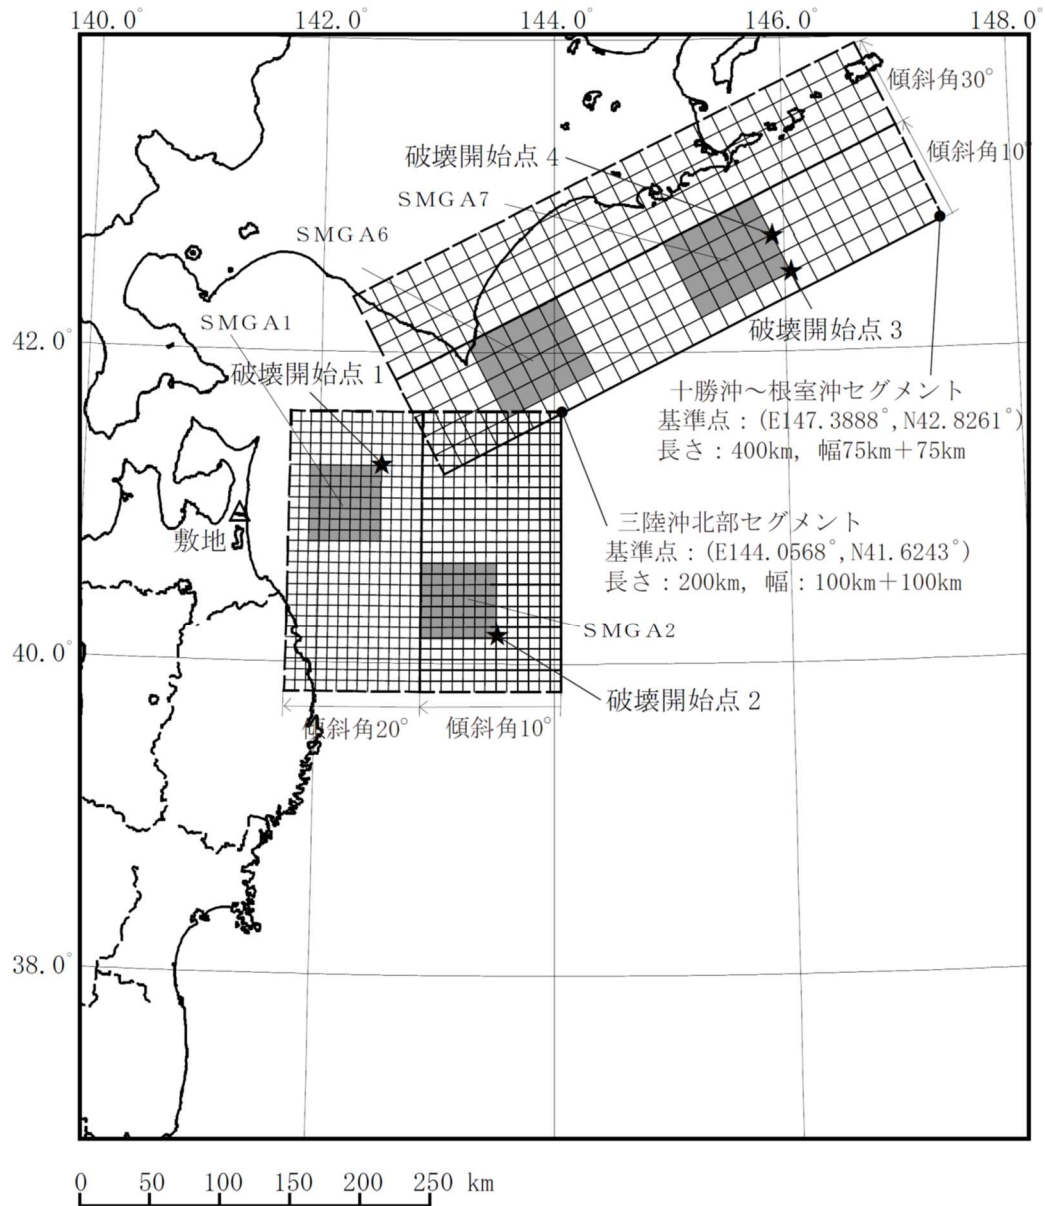 140.0° 142.0° 144.0° 146.0° 148.0°
傾斜角30°
破壊開始点4
傾斜角10°
SMGA7
SMGA6
SMGA1
42.0°
破壊開始点3
破壊開始点1
十勝沖～根室沖セグメント
基準点：(E147.3888°,N42.8261°)
長さ：400km, 幅75km＋75km
敷地
三陸沖北部セグメント
基準点：(E144.0568°,N41.6243°)
長さ：200km, 幅：100km＋100km
SMGA2
40.0°
破壊開始点2
傾斜角20° 傾斜角10°
38.0°
0 50 100 150 200 250 km